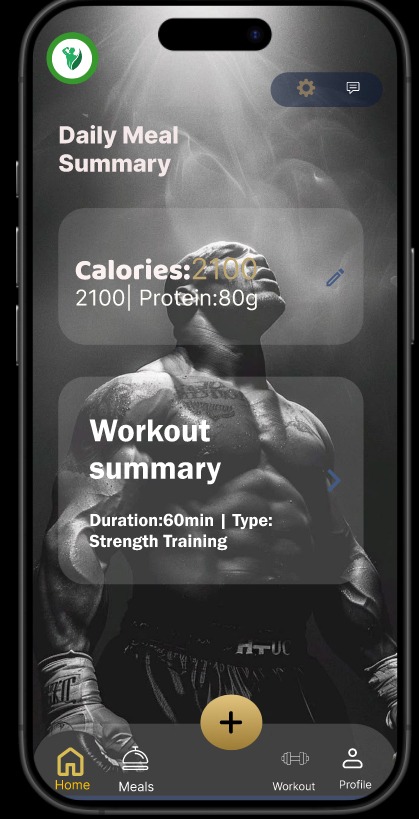 Daily Meal
Summary
Calories:2100
2100| Protein:80g
Workout
summary
Duration:60min | Type:
Strength Training
Home
Meals
Workout
Profile